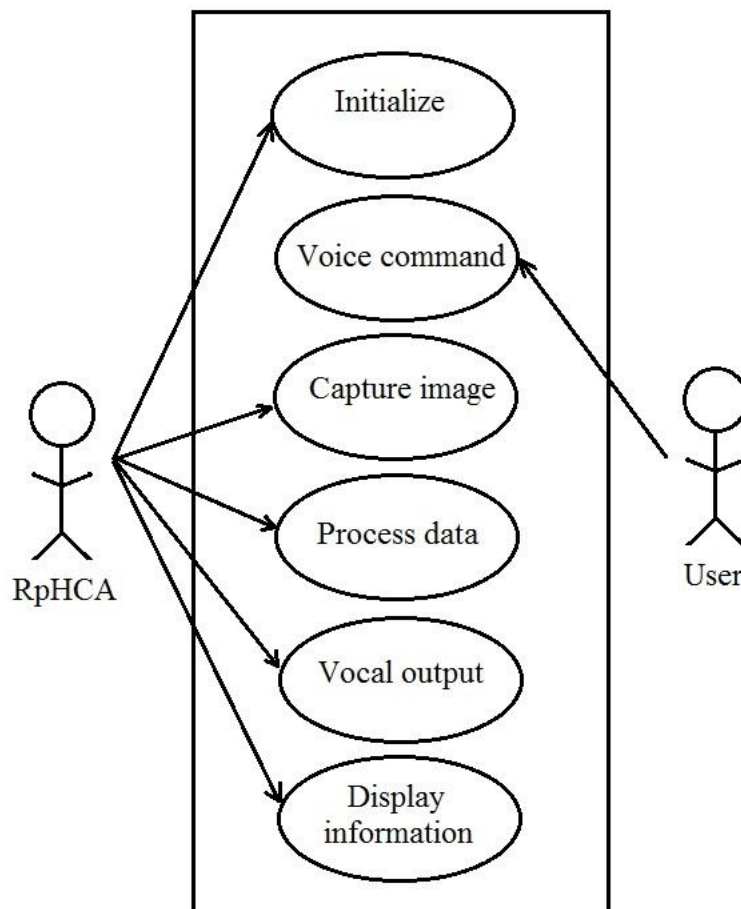 Initialize
Voice command
Capture image
Process data
RpHCA
User
Vocal output
Display
information